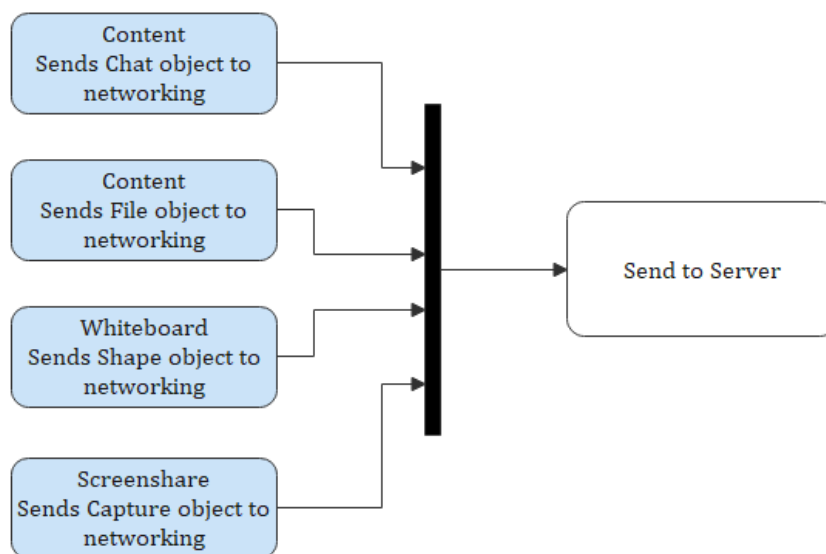 Content
Sends Chat object to
networking
Content
Sends File object to
networking
Whiteboard
Sends Shape object to
networking
Screenshare
Sends Capture object to
networking
Send to Server